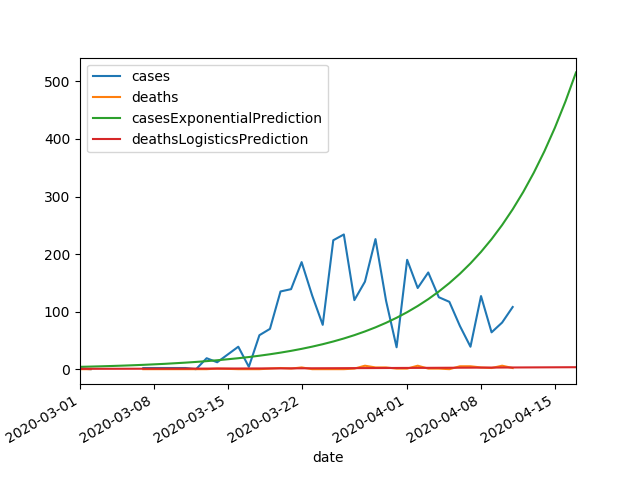 500
400
300
200
100
0
cases
deaths
casesExponentialPrediction
deathsLogisticsPrediction
2020-03-01
2020-03-08
2020-03-15
2020-03-22
2020-04-01
2020-04-08
2020-04-15
date